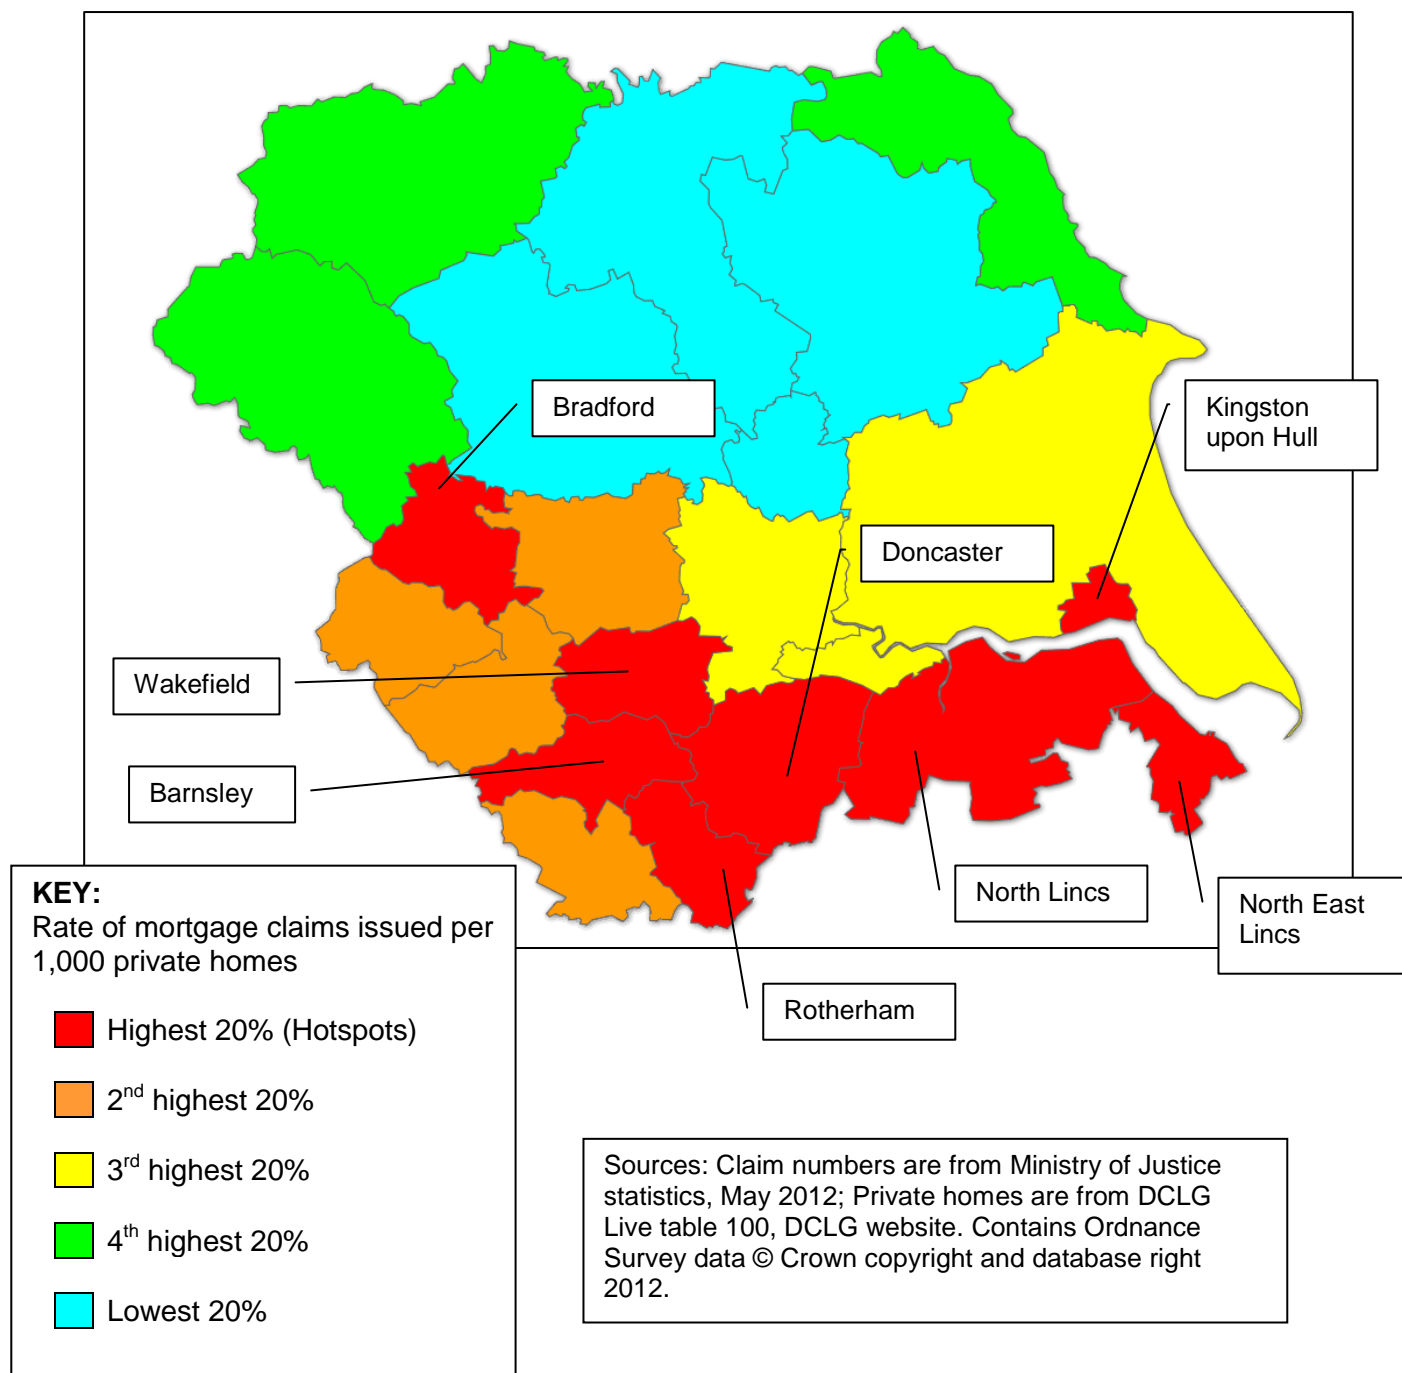 Bradford
Kingston
upon Hull
Doncaster
Wakefield
Barnsley
North Lincs
North East
Lincs
Rotherham
KEY:
Rate of mortgage claims issued per
1,000 private homes
Highest 20% (Hotspots)
2nd highest 20%
3rd highest 20%
4th highest 20%
Lowest 20%
Sources: Claim numbers are from Ministry of Justice
statistics, May 2012; Private homes are from DCLG
Live table 100, DCLG website. Contains Ordnance
Survey data © Crown copyright and database right
2012.